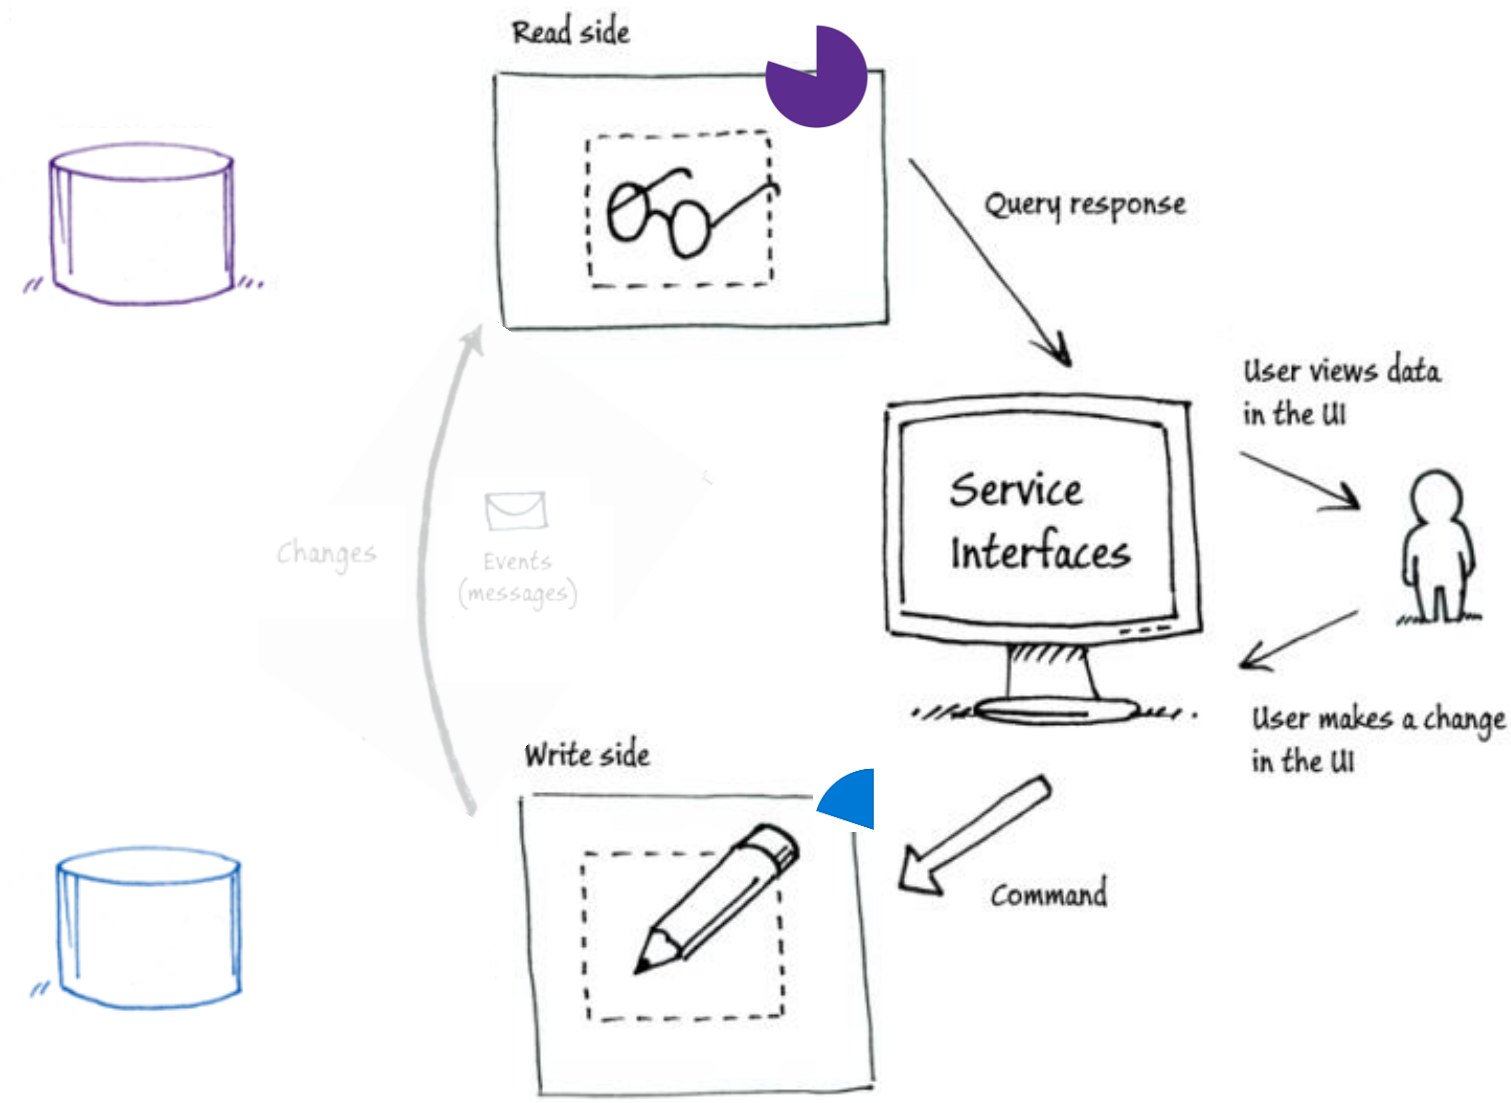 Read side
Query response
User views data
in the UI
Service
Interfaces
Changes
Events
(messages)
User makes a change
in the UI
Write side
Command